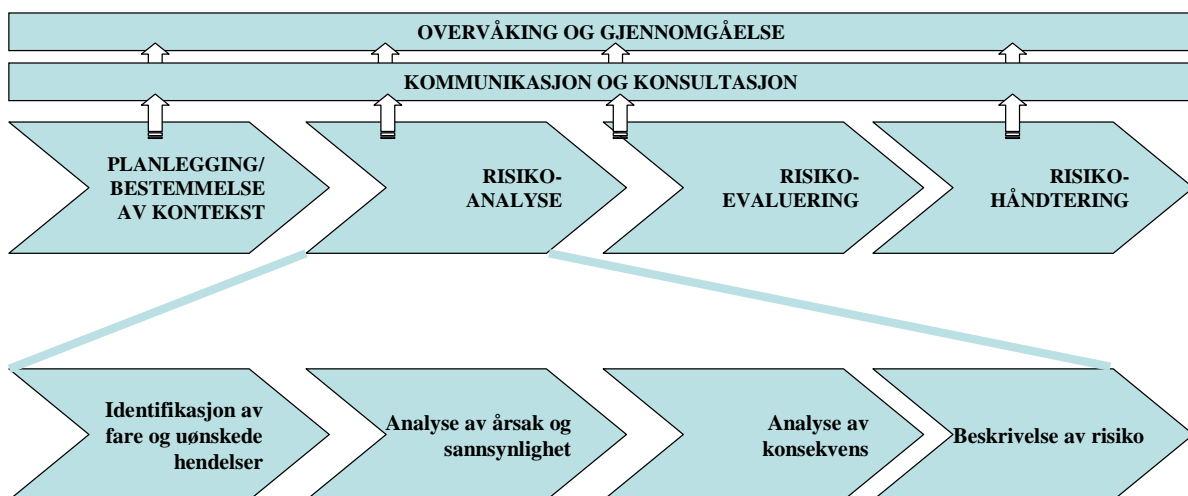 OVERVÅKING OG GJENNOMGÅELSE
KOMMUNIKASJON OG KONSULTASJON
PLANLEGGING/
BESTEMMELSE
AV KONTEKST
RISIKO-
ANALYSE
RISIKO-
EVALUERING
RISIKO-
HÅNDTERING
Identifikasjon av
fare og uønskede
hendelser
Analyse av årsak og
sannsynlighet
Analyse av
konsekvens
Beskrivelse av risiko